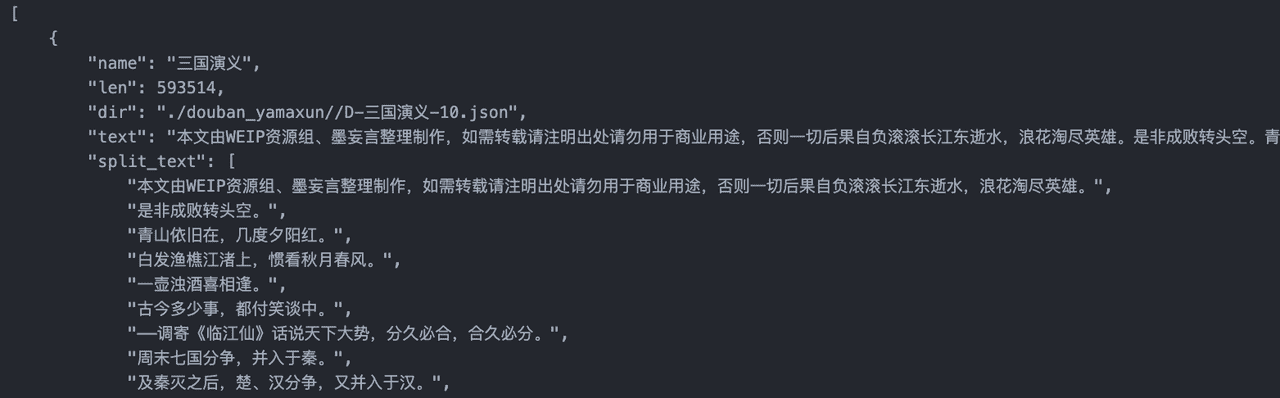 [
{
"name": "三国演义",
"len": 593514,
"dir": "./douban_yamaxun//D-三国演义-10.json",
"text": "本文由WEIP资源组、墨妄言整理制作，如需转载请注明出处请勿用于商业用途，否则一切后果自负滚滚长江东逝水，浪花淘尽英雄。是非成败转头空。青
"split_text": [
"本文由WEIP资源组、墨妄言整理制作，如需转载请注明出处请勿用于商业用途，否则一切后果自负滚滚长江东逝水，浪花淘尽英雄。",
"是非成败转头空。",
"青山依旧在，几度夕阳红。",
"白发渔樵江渚上，惯看秋月春风。",
"一壶浊酒喜相逢。",
"古今多少事，都付笑谈中。",
"——调寄《临江仙》话说天下大势，分久必合，合久必分。",
"周末七国分争，并入于秦。",
"及秦灭之后，楚、汉分争，又并入于汉。",